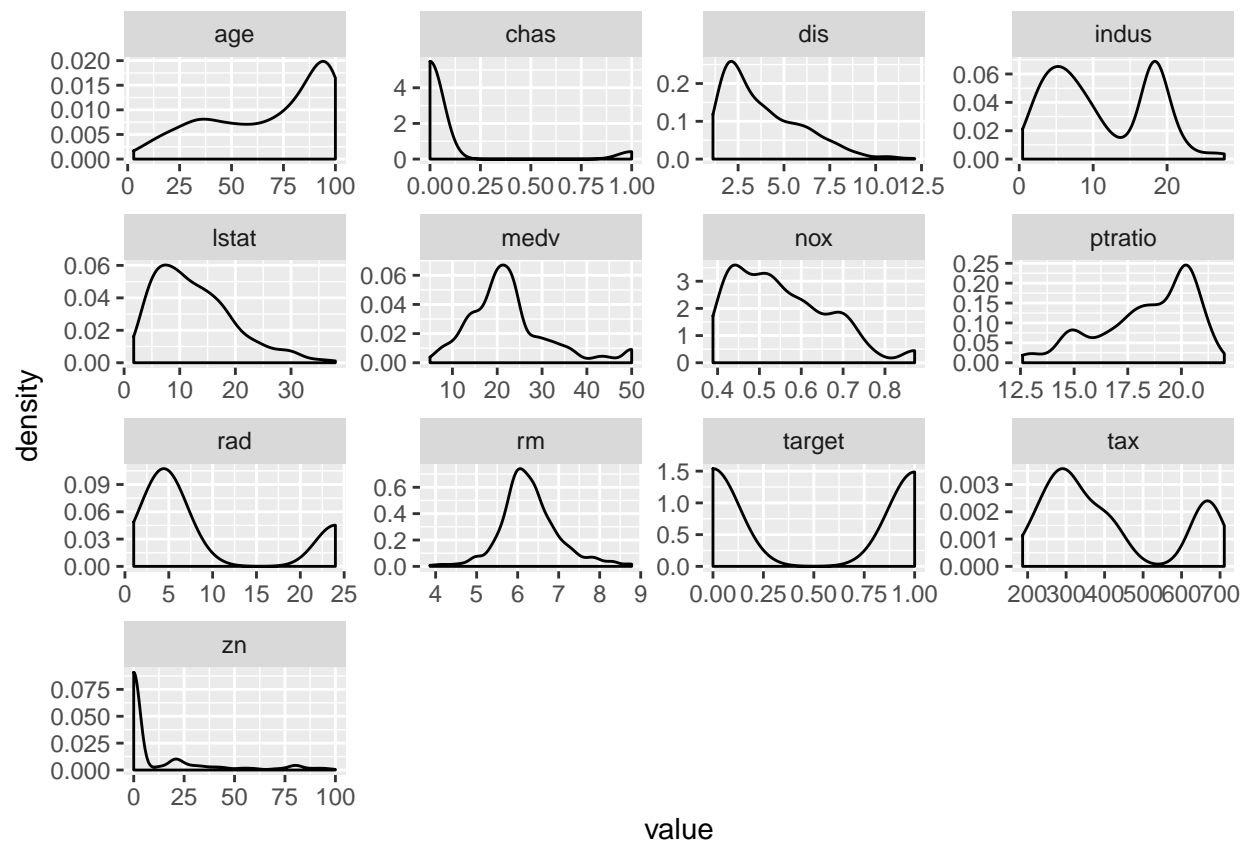 age chas dis indus
0.020 0.015 0.010 0.005 0.000
4 2 0
0.2 0.1 0.0
0.06 0.04 0.02 0.00
0 25 50 75 100
0.00 0.25 0.50 0.75 1.00
2.5 5.0 7.5 10.0 12.5
0 10 20
lstat medv nox ptratio
0.06 0.04 0.02 0.00
0.06 0.04 0.02 0.00
3 2 1 0
0.25 0.20 0.15 0.10 0.05 0.00
0 10 20 30
10 20 30 40 50
0.4 0.5 0.6 0.7 0.8
12.5 15.0 17.5 20.0
density
rad rm target tax
0.09 0.06 0.03 0.00
0.6 0.4 0.2 0.0
1.5 1.0 0.5 0.0
0.003 0.002 0.001 0.000
0 5 10 15 20 25
4 5 6 7 8 9
0.00 0.25 0.50 0.75 1.00
200 300 400 500 600 700
zn
0.075
0.050
0.025
0.000
0 25 50 75 100
value